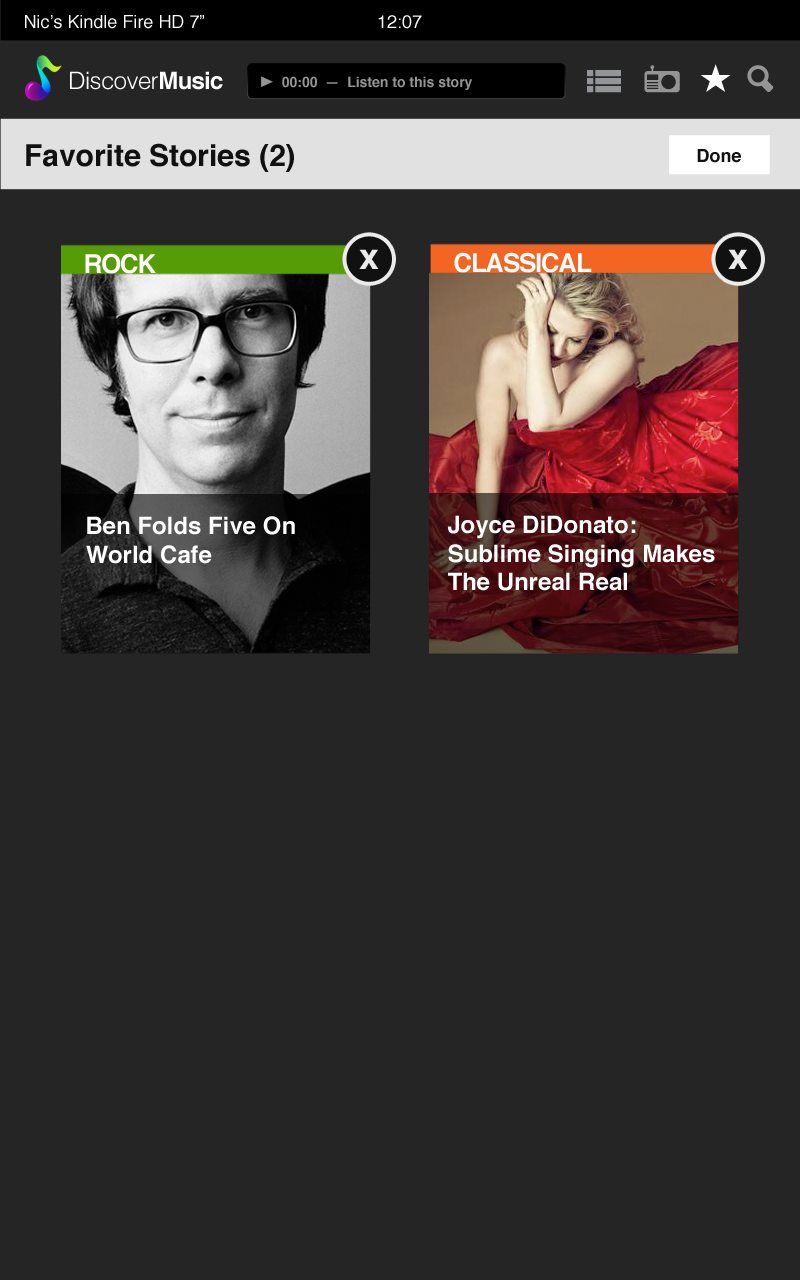 Nic’s Kindle Fire HD 7” 12:07
DiscoverMusic 00:00 — Listen to this story
Favorite Stories (2) Done
ROCK X
CLASSICAL X
Ben Folds Five On
World Cafe
Joyce DiDonato:
Sublime Singing Makes
The Unreal Real